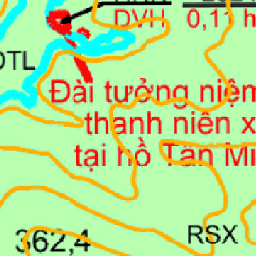 DVH 0,11 h
DTL
Đài tưởng niệm
thanh niên x
tại hồ Tân Mi
362,4
RSX